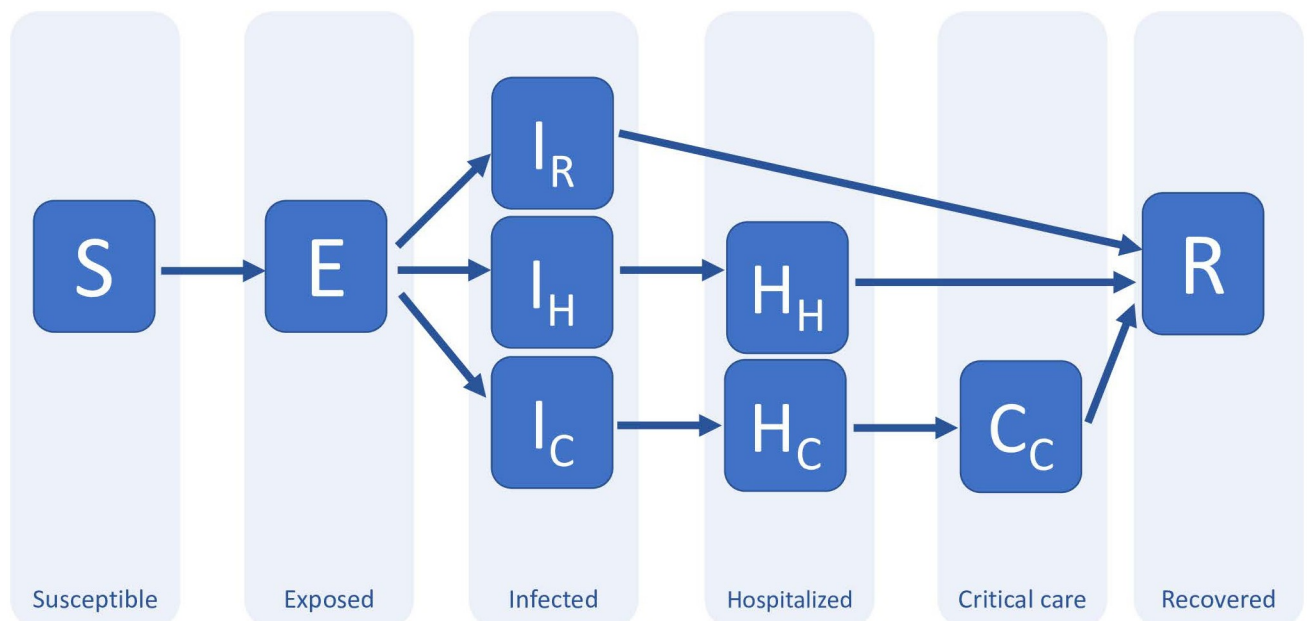 S
E
I_R
I_H
I_C
H_H
H_C
C_C
R
Susceptible
Exposed
Infected
Hospitalized
Critical care
Recovered